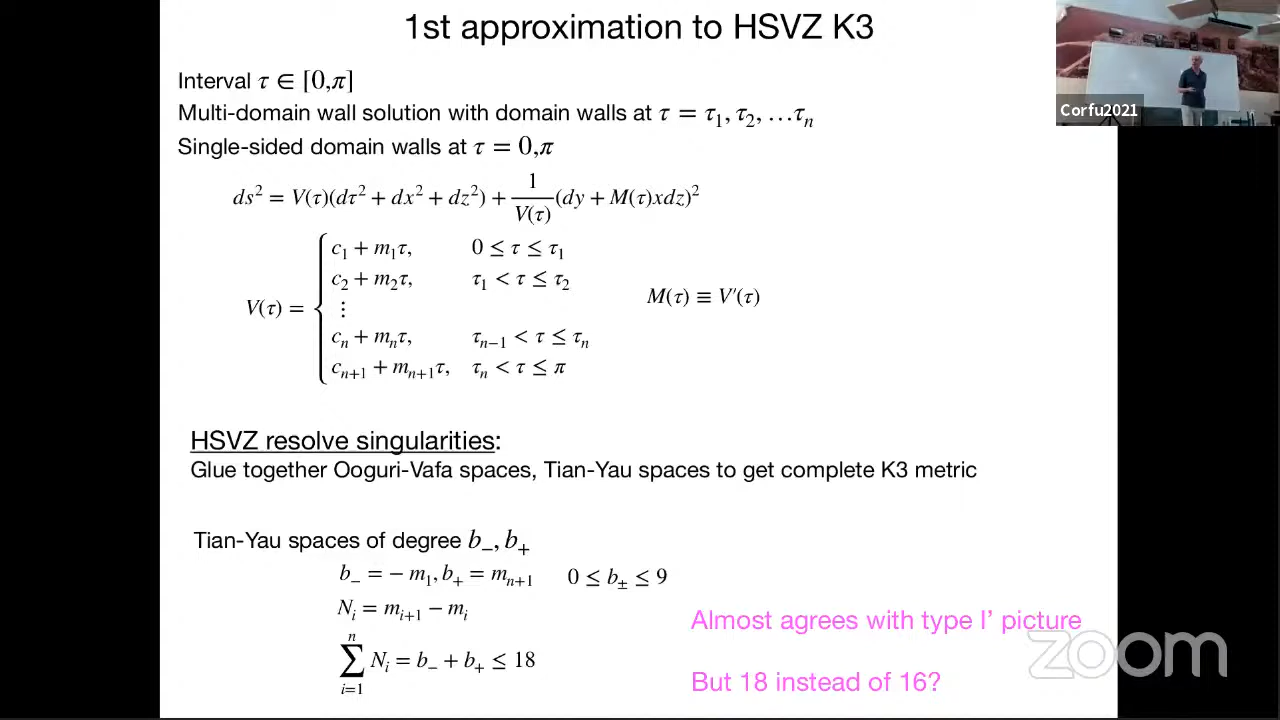 1st approximation to HSVZ K3
Interval τ ∈ [0,π]
Multi-domain wall solution with domain walls at τ = τ₁, τ₂, …τₙ
Single-sided domain walls at τ = 0,π
ds² = V(τ)(dτ² + dx² + dz²) + 1/V(τ) (dy + M(τ)xdz)²
V(τ) = {
c₁ + m₁τ, 0 ≤ τ ≤ τ₁
c₂ + m₂τ, τ₁ < τ ≤ τ₂
⋮
cₙ + mₙτ, τₙ₋₁ < τ ≤ τₙ
cₙ₊₁ + mₙ₊₁τ, τₙ < τ ≤ π
M(τ) ≡ V′(τ)
HSVZ resolve singularities:
Glue together Ooguri-Vafa spaces, Tian-Yau spaces to get complete K3 metric
Tian-Yau spaces of degree b₋, b₊
b₋ = − m₁, b₊ = mₙ₊₁ 0 ≤ b± ≤ 9
Nᵢ = mᵢ₊₁ − mᵢ
∑ⁿᵢ₌₁ Nᵢ = b₋ + b₊ ≤ 18
Almost agrees with type I’ picture
But 18 instead of 16?
Corfu2021
zoom